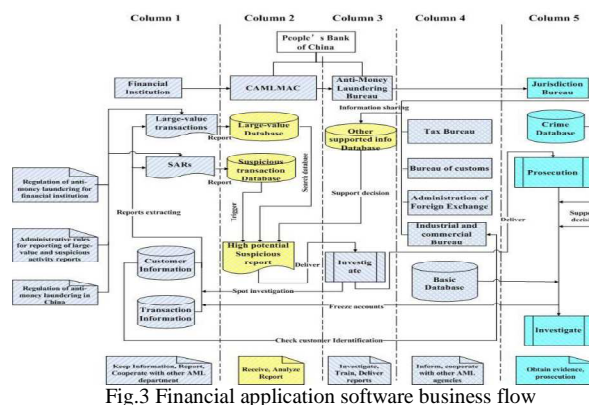 Column 1
Column 2
Column 3
Column 4
Column 5
People's Bank
of China
Financial
Institution
CAMLMAC
Anti-Money
Laundering
Bureau
Jurisdiction
Bureau
Information sharing
Large-value
transactions
Report
Large-value
Database
Other
supported info
Database
Tax Bureau
Crime
Database
SARs
Report
Suspicious
transaction
Database
Search database
Bureau of customs
Prosecution
Regulation of anti-
money laundering for
financial institution
Reports extracting
Trigger
Support decision
Administration of
Foreign Exchange
Deliver
Industrial and
commercial Bureau
Administrative rules
for reporting of large-
value and suspicious
activity reports
Customer
Information
High potential
Suspicious
report
Deliver
Investig
ate
Basic
Database
Regulation of anti-
money laundering in
China
Transaction
Information
Spot investigation
Freeze accounts
Check customer Identification
Investigate
Keep Information, Report,
Cooperate with other AML
department
Receive, Analyze
Report
Investigate,
Train, Deliver
reports
Inform, cooperate
with other AML
agencies
Obtain evidence,
prosecution
Fig.3 Financial application software business flow